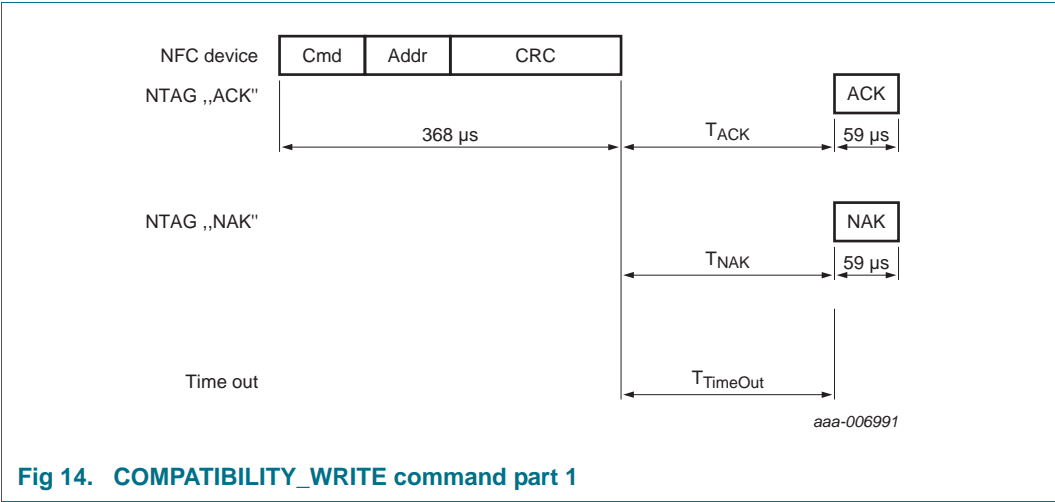 NFC device Cmd Addr CRC
NTAG ,,ACK" ACK
368 µs TACK 59 µs
NTAG ,,NAK" NAK
TNAK 59 µs
Time out TTimeOut
aaa-006991
Fig 14. COMPATIBILITY_WRITE command part 1